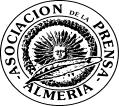 ASOCIACION DE LA PRENSA
ALMERIA